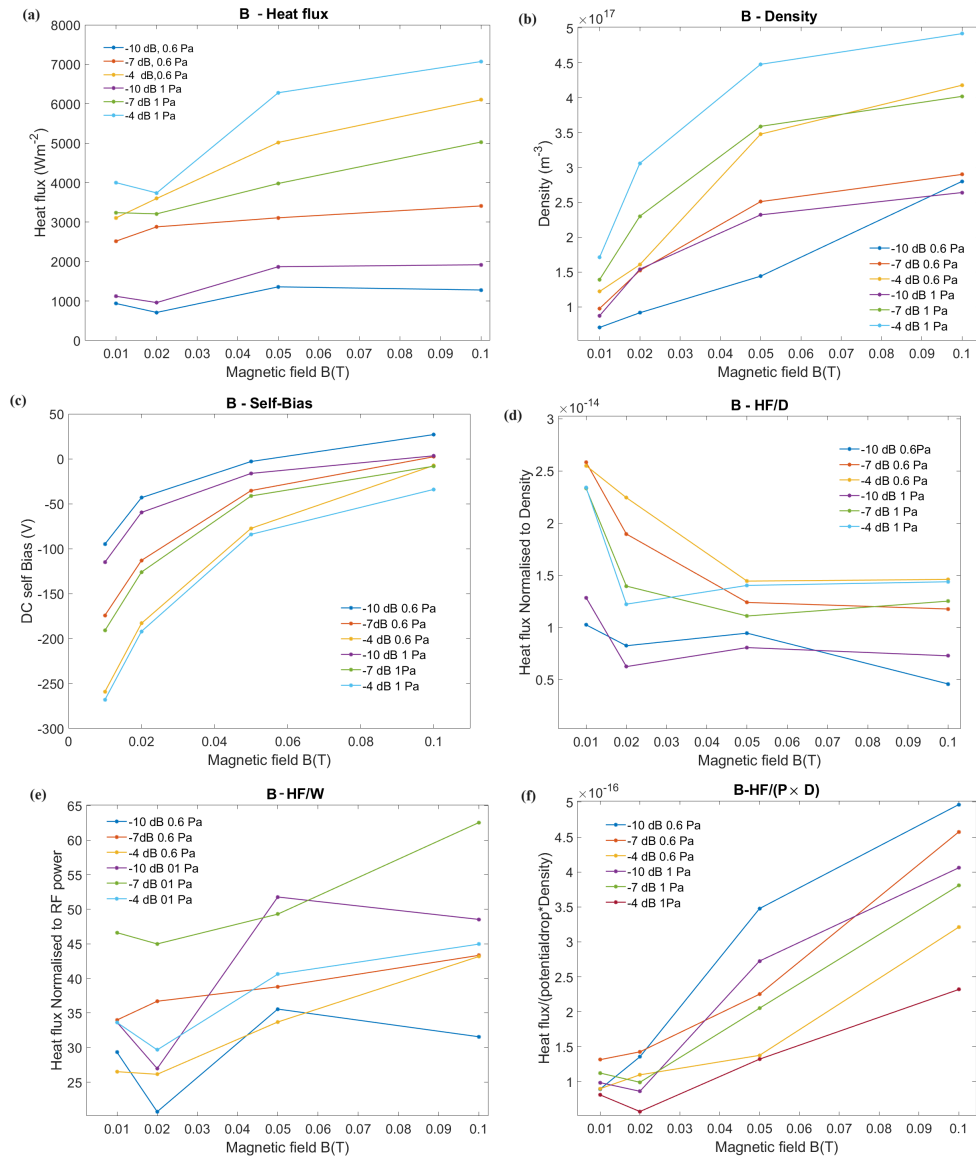 (a)
B - Heat flux
8000
7000
6000
5000
4000
3000
2000
1000
0
Heat flux (Wm-2)
-10 dB, 0.6 Pa
-7 dB, 0.6 Pa
-4 dB,0.6 Pa
-10 dB 1 Pa
-7 dB 1 Pa
-4 dB 1 Pa
0.01 0.02 0.03 0.04 0.05 0.06 0.07 0.08 0.09 0.1
Magnetic field B(T)
(b)
B - Density
×10^17
5
4.5
4
3.5
3
2.5
2
1.5
1
Density (m-3)
-10 dB 0.6 Pa
-7 dB 0.6 Pa
-4 dB 0.6 Pa
-10 dB 1 Pa
-7 dB 1 Pa
-4 dB 1 Pa
0.01 0.02 0.03 0.04 0.05 0.06 0.07 0.08 0.09 0.1
Magnetic field B(T)
(c)
B - Self-Bias
50
0
-50
-100
-150
-200
-250
-300
DC self Bias (V)
-10 dB 0.6 Pa
-7dB 0.6 Pa
-4 dB 0.6 Pa
-10 dB 1 Pa
-7 dB 1Pa
-4 dB 1 Pa
0 0.02 0.04 0.06 0.08 0.1
Magnetic field B(T)
(d)
B - HF/D
×10^-14
3
2.5
2
1.5
1
0.5
Heat flux Normalised to Density
-10 dB 0.6Pa
-7 dB 0.6 Pa
-4 dB 0.6 Pa
-10 dB 1 Pa
-7 dB 1 Pa
-4 dB 1 Pa
0.01 0.02 0.03 0.04 0.05 0.06 0.07 0.08 0.09 0.1
Magnetic field B(T)
(e)
B - HF/W
65
60
55
50
45
40
35
30
25
Heat flux Normalised to RF power
-10 dB 0.6 Pa
-7dB 0.6 Pa
-4 dB 0.6 Pa
-10 dB 01 Pa
-7 dB 01 Pa
-4 dB 01 Pa
0.01 0.02 0.03 0.04 0.05 0.06 0.07 0.08 0.09 0.1
Magnetic field B(T)
(f)
B-HF/(P × D)
×10^-16
5
4.5
4
3.5
3
2.5
2
1.5
1
Heat flux/(potentialdrop*Density)
-10 dB 0.6 Pa
-7 dB 0.6 Pa
-4 dB 0.6 Pa
-10 dB 1 Pa
-7 dB 1 Pa
-4 dB 1Pa
0.01 0.02 0.03 0.04 0.05 0.06 0.07 0.08 0.09 0.1
Magnetic field B(T)